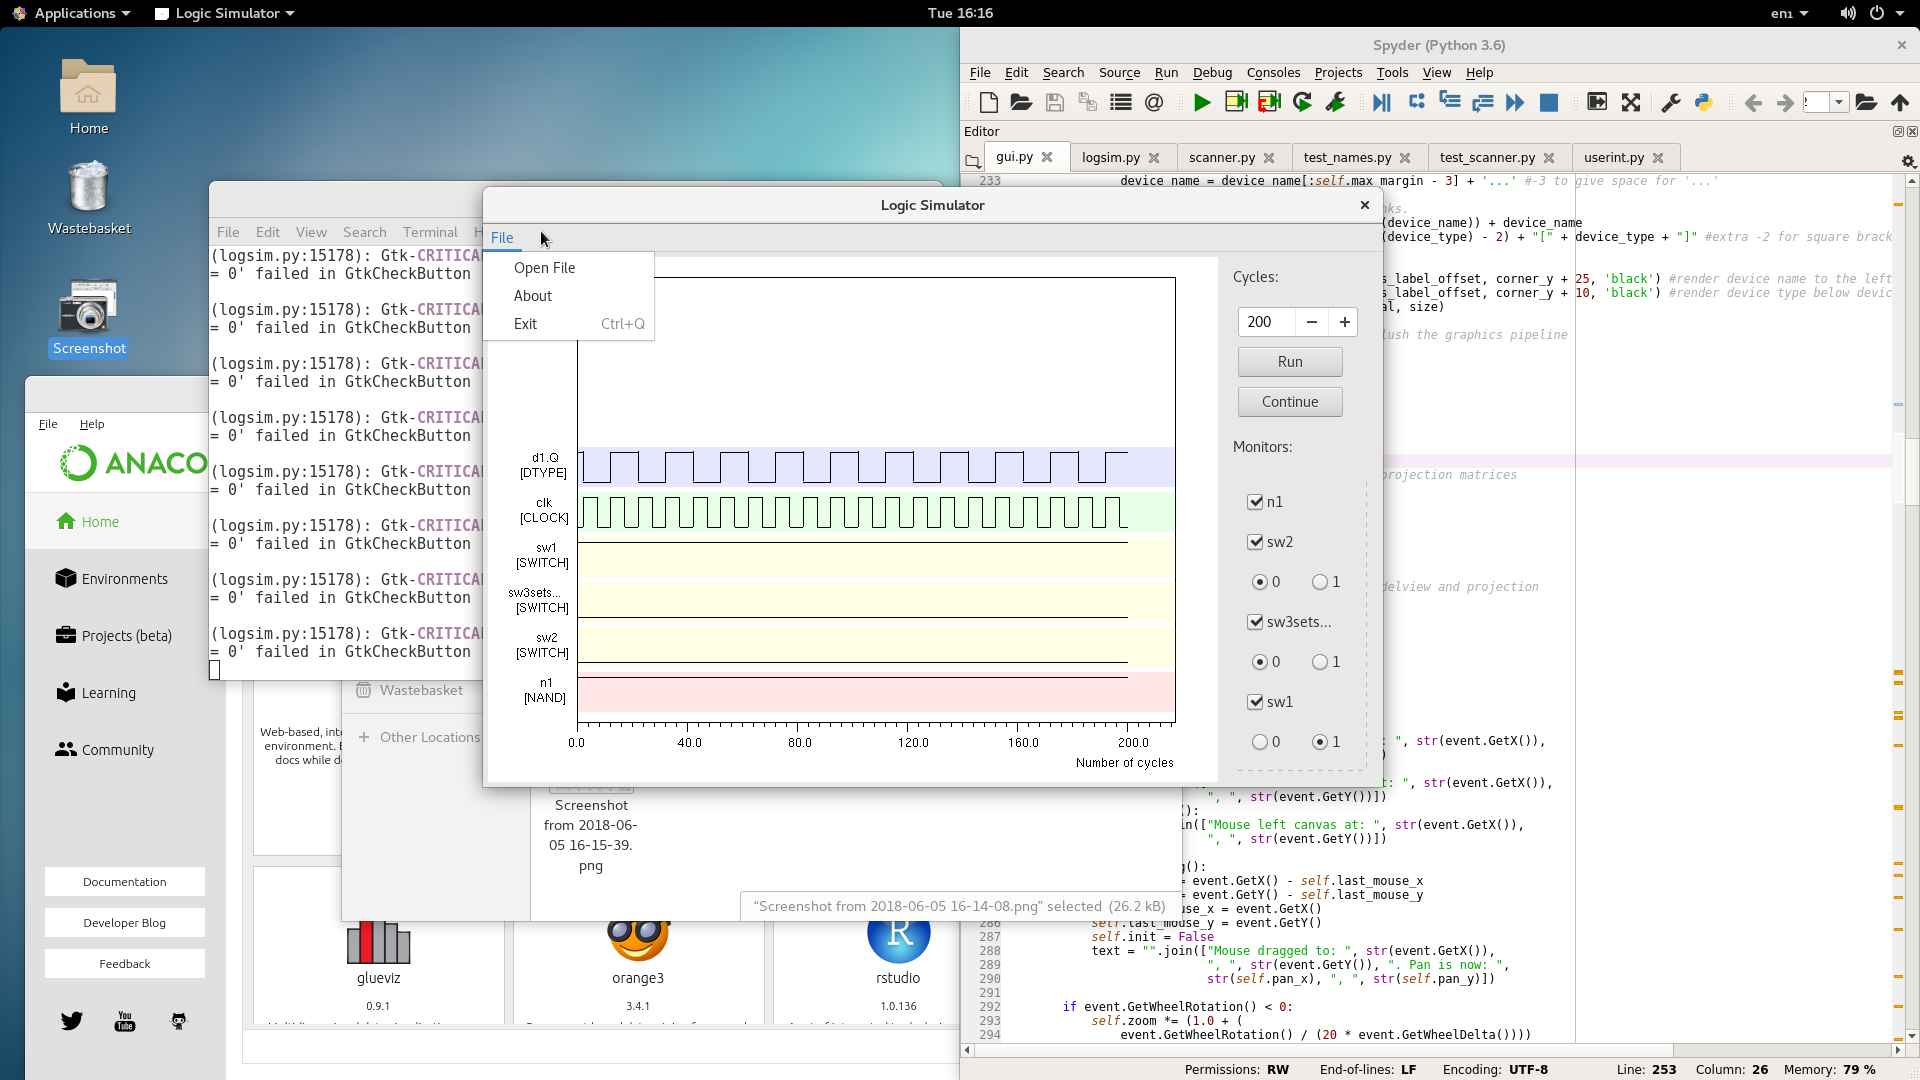 Applications
Logic Simulator
Tue 16:16
en1
Home
Wastebasket
Screenshot
File Edit View Search Terminal H
(logsim.py:15178): Gtk-CRITICAL
= 0' failed in GtkCheckButton
(logsim.py:15178): Gtk-CRITICAL
= 0' failed in GtkCheckButton
(logsim.py:15178): Gtk-CRITICAL
= 0' failed in GtkCheckButton
(logsim.py:15178): Gtk-CRITICAL
= 0' failed in GtkCheckButton
(logsim.py:15178): Gtk-CRITICAL
= 0' failed in GtkCheckButton
(logsim.py:15178): Gtk-CRITICAL
= 0' failed in GtkCheckButton
(logsim.py:15178): Gtk-CRITICAL
= 0' failed in GtkCheckButton
(logsim.py:15178): Gtk-CRITICAL
= 0' failed in GtkCheckButton
File Help
ANACO
Home
Environments
Projects (beta)
Learning
Community
Documentation
Developer Blog
Feedback
You Tube
Web-based, int
environment. E
docs while d
Wastebasket
+ Other Locations
Screenshot
from 2018-06-
05 16-15-39.
png
"Screenshot from 2018-06-05 16-14-08.png" selected (26.2 kB)
glueviz
0.9.1
orange3
3.4.1
R
rstudio
1.0.136
Logic Simulator
File
Open File
About
Exit Ctrl+Q
d1.Q
[DTYPE]
clk
[CLOCK]
sw1
[SWITCH]
sw3sets...
[SWITCH]
sw2
[SWITCH]
n1
[NAND]
0.0 40.0 80.0 120.0 160.0 200.0
Number of cycles
Cycles:
200 − +
Run
Continue
Monitors:
n1
sw2
0 1
sw3sets...
0 1
sw1
0 1
Spyder (Python 3.6)
File Edit Search Source Run Debug Consoles Projects Tools View Help
Editor
gui.py logsim.py scanner.py test_names.py test_scanner.py userint.py
233 device_name = device_name[:self.max_margin - 3] + '...' #-3 to give space for '...'
nks.
(device_name)) + device_name
(device_type) - 2) + "[" + device_type + "]" #extra -2 for square brack
s_label_offset, corner_y + 25, 'black') #render device name to the left
s_label_offset, corner_y + 10, 'black') #render device type below devic
al, size)
lush the graphics pipeline
projection matrices
delview and projection
: ", str(event.GetX()),
)
t: ", str(event.GetX()),
", ", str(event.GetY())])
():
in(["Mouse left canvas at: ", str(event.GetX()),
", ", str(event.GetY())])
g():
= event.GetX() - self.last_mouse_x
= event.GetY() - self.last_mouse_y
use_x = event.GetX()
286 self.last_mouse_y = event.GetY()
287 self.init = False
288 text = "".join(["Mouse dragged to: ", str(event.GetX()),
289 ", ", str(event.GetY()), ". Pan is now: ",
290 str(self.pan_x), ", ", str(self.pan_y)])
291
292 if event.GetWheelRotation() < 0:
293 self.zoom *= (1.0 + (
294 event.GetWheelRotation() / (20 * event.GetWheelDelta())))
Permissions: RW End-of-lines: LF Encoding: UTF-8 Line: 253 Column: 26 Memory: 79 %